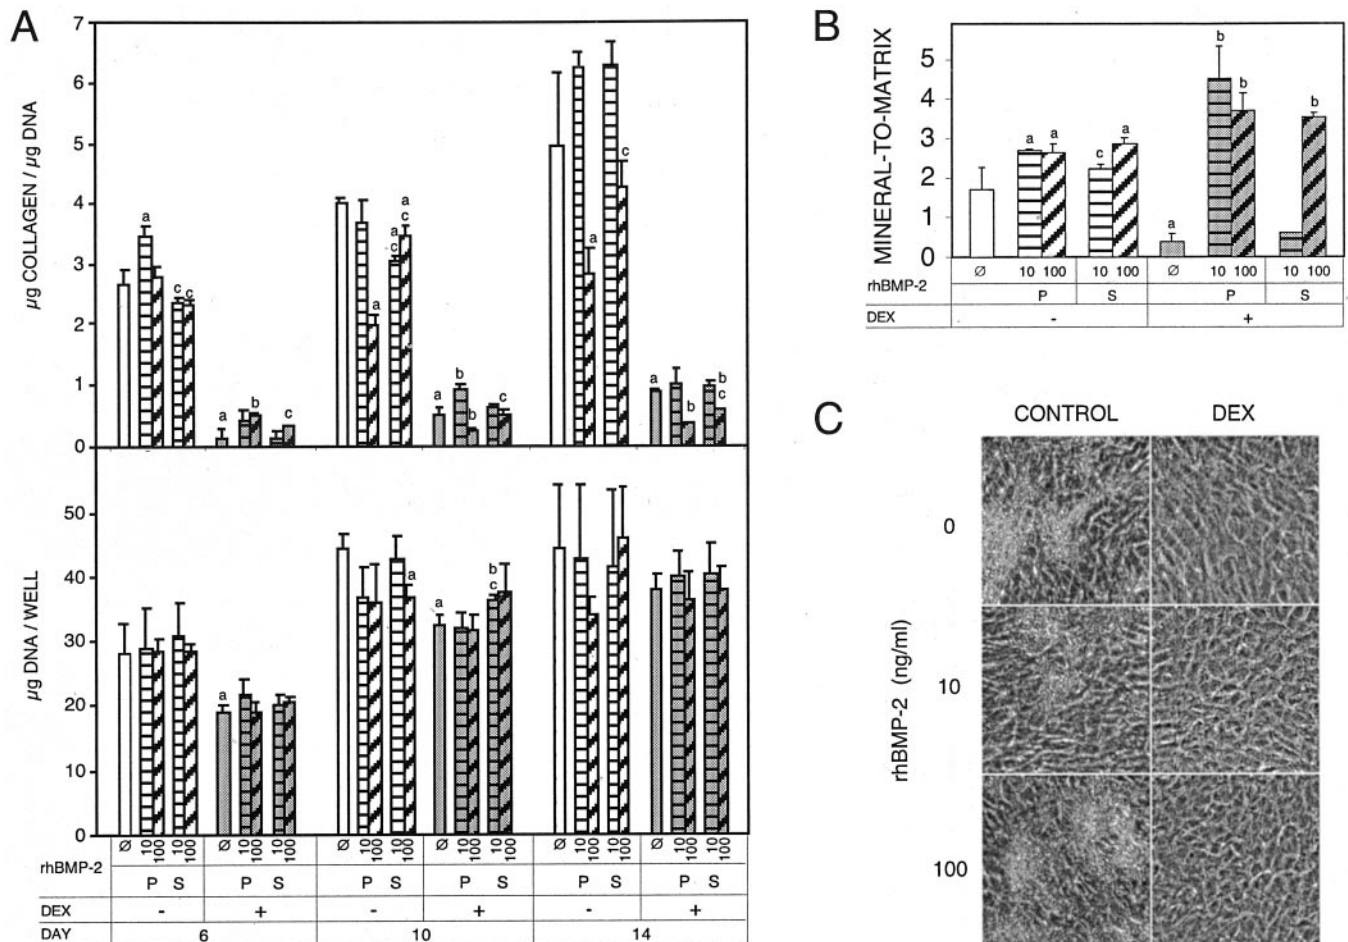 A
7
6
5
4
3
2
1
0
µg COLLAGEN / µg DNA
a
c c
a
b
c
a
a
c
a
c
b
b
c
a
c
a
b
b
c
50
40
30
20
10
0
µg DNA / WELL
a
a
a
b
c
rhBMP-2
Ø 10 100 10 100 Ø 10 100 10 100 Ø 10 100 10 100 Ø 10 100 10 100 Ø 10 100 10 100 Ø 10 100 10 100
P S P S P S P S P S P S
DEX - + - + - +
DAY 6 10 14
B
MINERAL-TO-MATRIX
5
4
3
2
1
0
a a c a a b b b
Ø 10 100 10 100 Ø 10 100 10 100
rhBMP-2
P S P S
DEX - +
C
CONTROL DEX
rhBMP-2 (ng/ml)
0
10
100